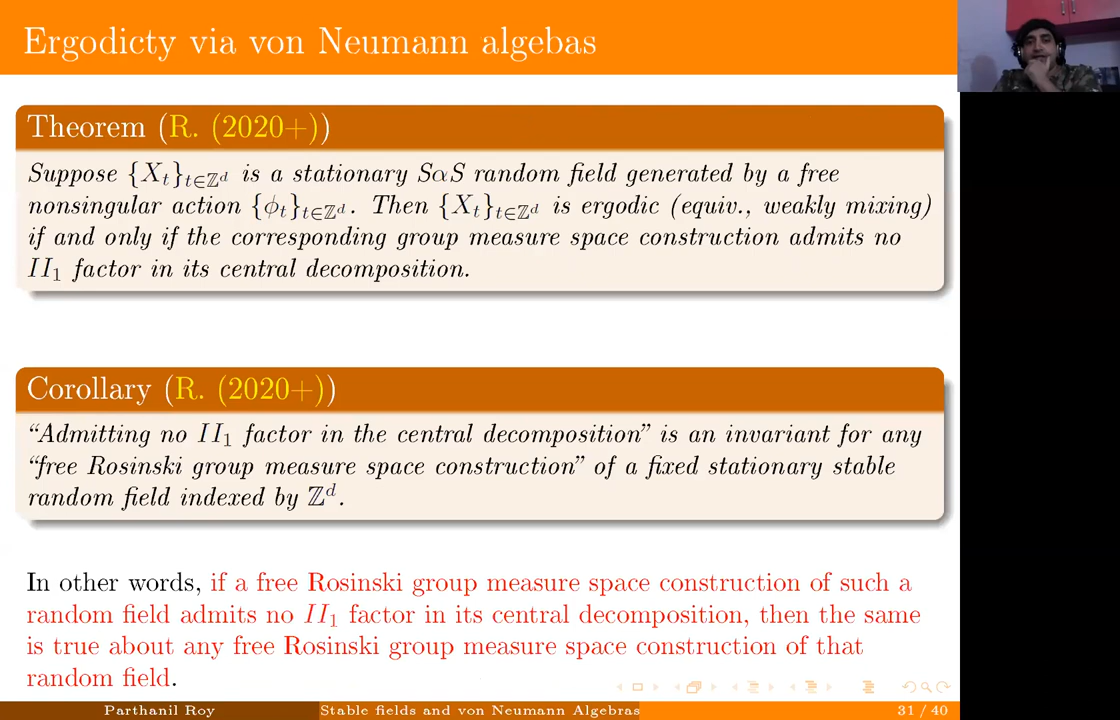 Ergodicty via von Neumann algebas
Theorem (R. (2020+))
Suppose {X_t}_{t∈ℤ^d} is a stationary SαS random field generated by a free
nonsingular action {ϕ_t}_{t∈ℤ^d}. Then {X_t}_{t∈ℤ^d} is ergodic (equiv., weakly mixing)
if and only if the corresponding group measure space construction admits no
II₁ factor in its central decomposition.
Corollary (R. (2020+))
“Admitting no II₁ factor in the central decomposition” is an invariant for any
“free Rosinski group measure space construction” of a fixed stationary stable
random field indexed by ℤ^d.
In other words, if a free Rosinski group measure space construction of such a
random field admits no II₁ factor in its central decomposition, then the same
is true about any free Rosinski group measure space construction of that
random field.
Parthanil Roy
Stable fields and von Neumann Algebras
31 / 40